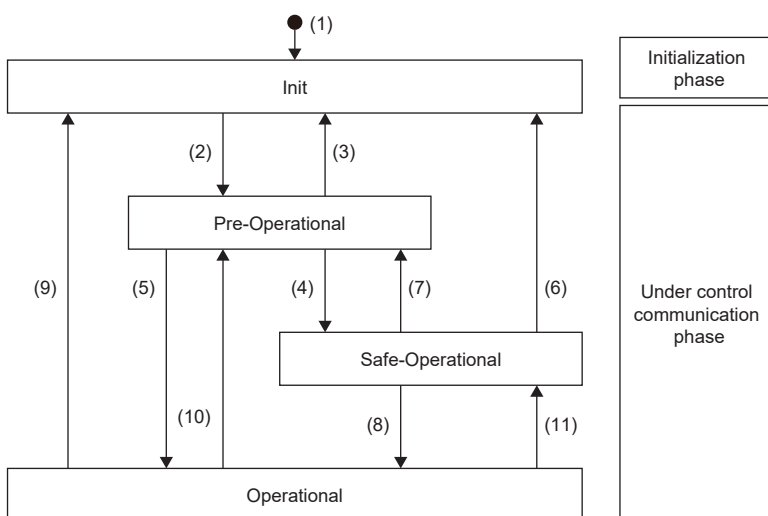 (1)
Init
Initialization
phase
(2)
(3)
Pre-Operational
(9)
(5)
(4)
(7)
(6)
Under control
communication
phase
Safe-Operational
(10)
(8)
(11)
Operational